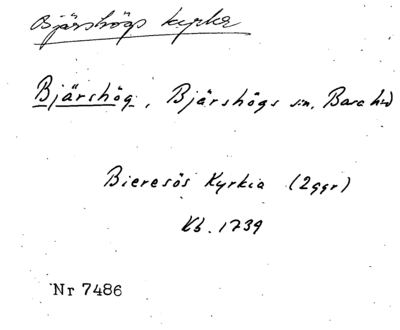 Bjärshögs kyrka
Bjärshög, Bjärshögs sn, Bara hd
Bieresös Kyrkia (2ggr)
Kb. 1739
Nr 7486